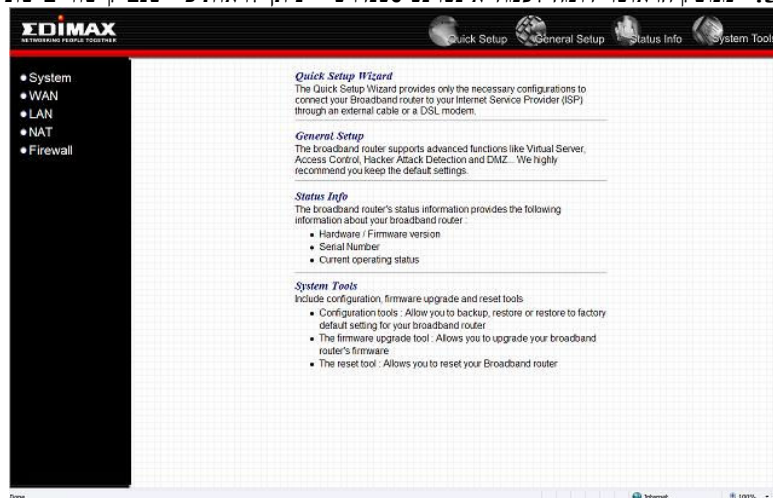 EDIMAX
NETWORKING PEOPLE TOGETHER
Quick Setup
General Setup
Status Info
System Tools
System
WAN
LAN
NAT
Firewall
Quick Setup Wizard
The Quick Setup Wizard provides only the necessary configurations to
connect your Broadband router to your Internet Service Provider (ISP)
through an external cable or a DSL modem.
General Setup
The broadband router supports advanced functions like Virtual Server,
Access Control, Hacker Attack Detection and DMZ... We highly
recommend you keep the default settings.
Status Info
The broadband router's status information provides the following
information about your broadband router :
Hardware / Firmware version
Serial Number
Current operating status
System Tools
Include configuration, firmware upgrade and reset tools
Configuration tools : Allow you to backup, restore or restore to factory
default setting for your broadband router
The firmware upgrade tool : Allows you to upgrade your broadband
router's firmware
The reset tool : Allows you to reset your Broadband router
Done
Internet
100%